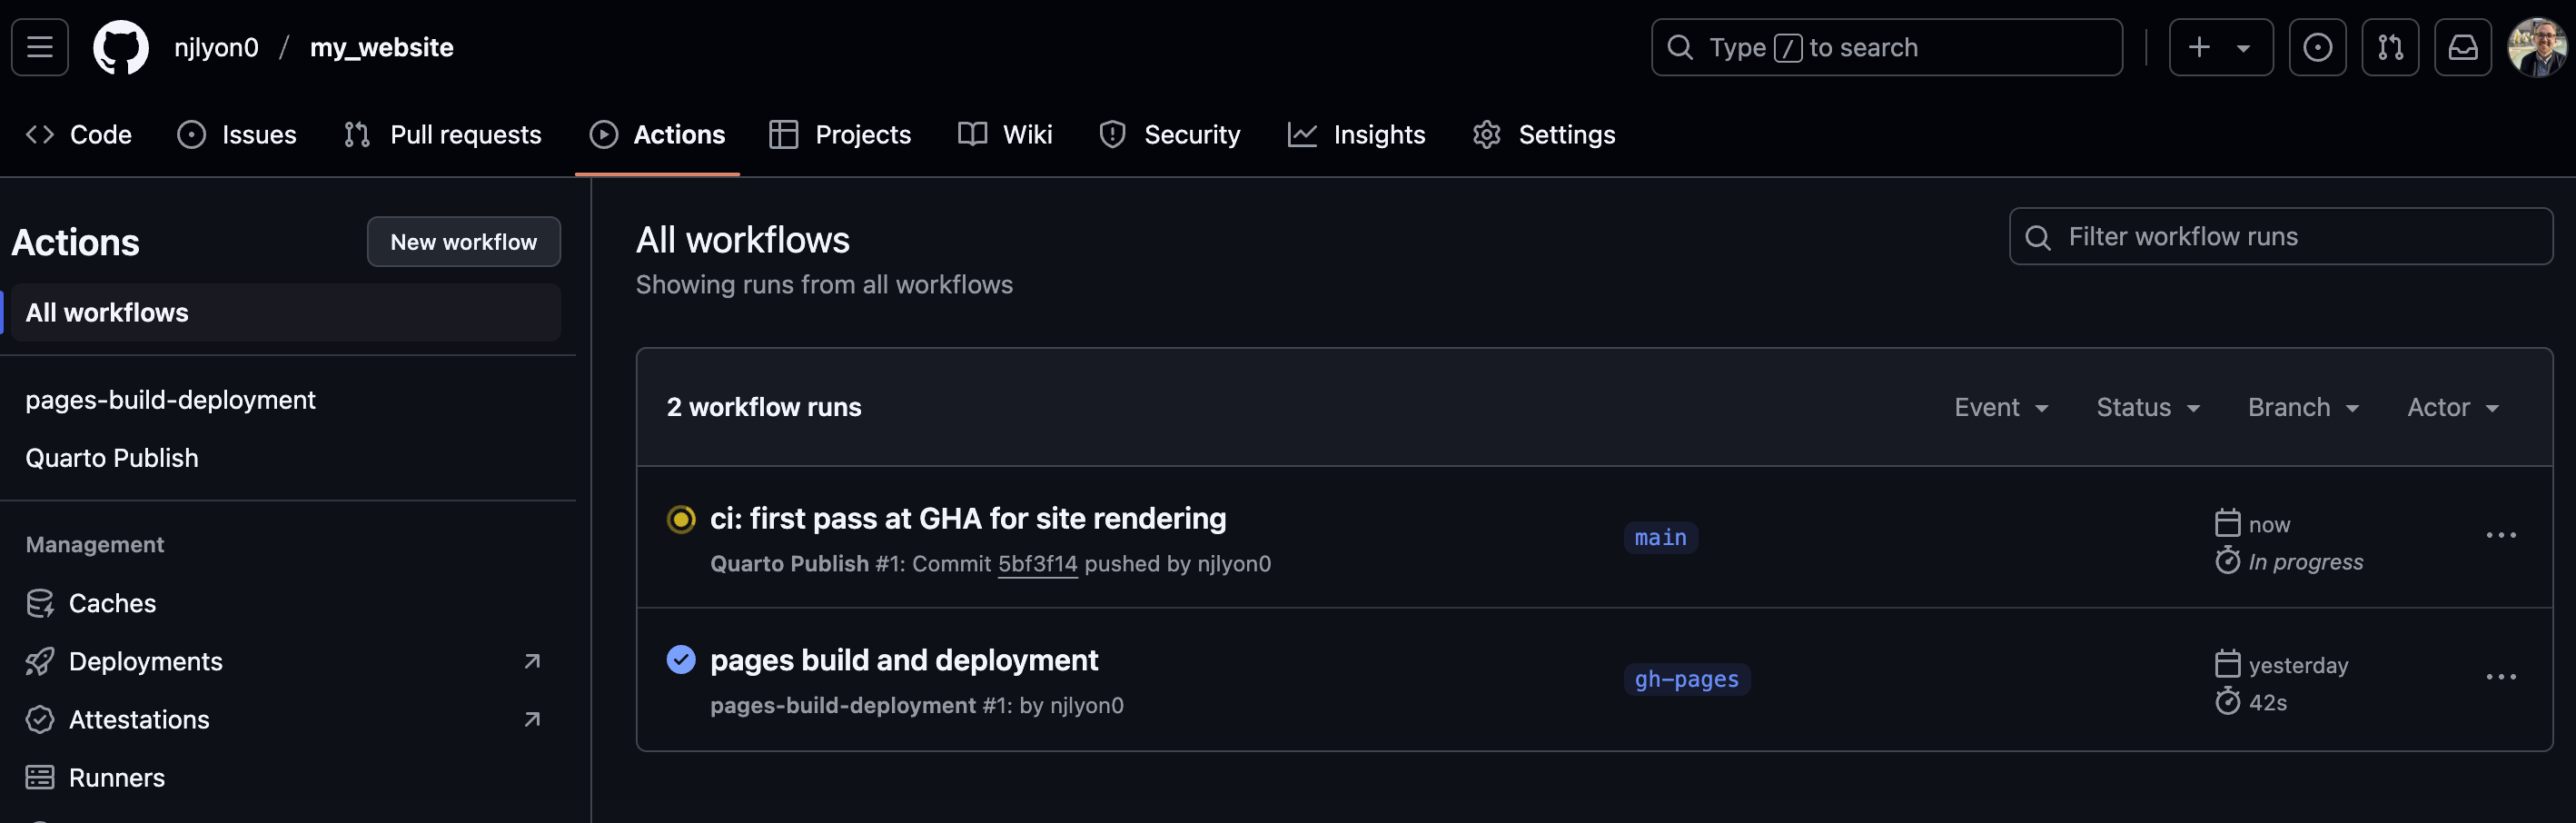 njlyon0 / my_website
Type / to search
Code Issues Pull requests Actions Projects Wiki Security Insights Settings
Actions
New workflow
All workflows
pages-build-deployment
Quarto Publish
Management
Caches
Deployments
Attestations
Runners
All workflows
Showing runs from all workflows
Filter workflow runs
2 workflow runs
Event Status Branch Actor
ci: first pass at GHA for site rendering
Quarto Publish #1: Commit 5bf3f14 pushed by njlyon0
main
now
In progress
pages build and deployment
pages-build-deployment #1: by njlyon0
gh-pages
yesterday
42s